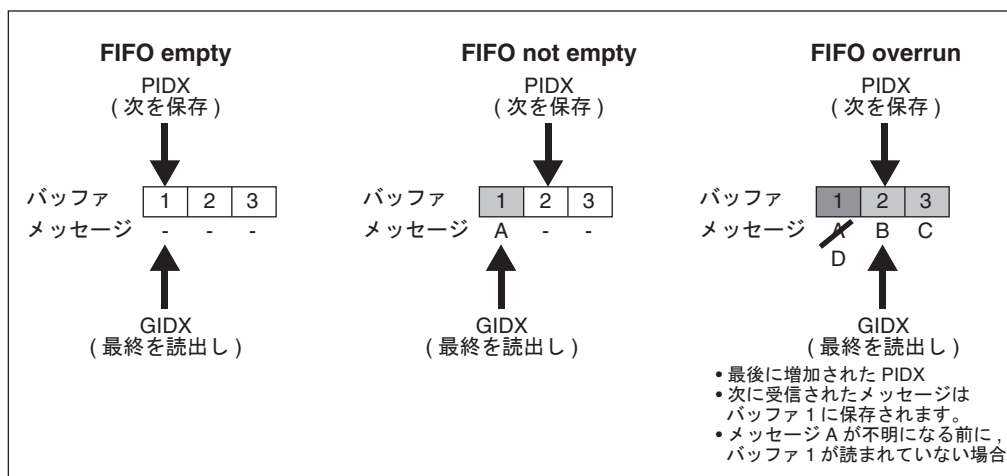 FIFO empty
PIDX
( 次を保存 )
バッファ 1 2 3
メッセージ - - -
GIDX
( 最終を読出し )
FIFO not empty
PIDX
( 次を保存 )
バッファ 1 2 3
メッセージ A - -
GIDX
( 最終を読出し )
FIFO overrun
PIDX
( 次を保存 )
バッファ 1 2 3
メッセージ A B C
D
GIDX
( 最終を読出し )
• 最後に増加された PIDX
• 次に受信されたメッセージは
バッファ 1 に保存されます。
• メッセージ A が不明になる前に ,
バッファ 1 が読まれていない場合